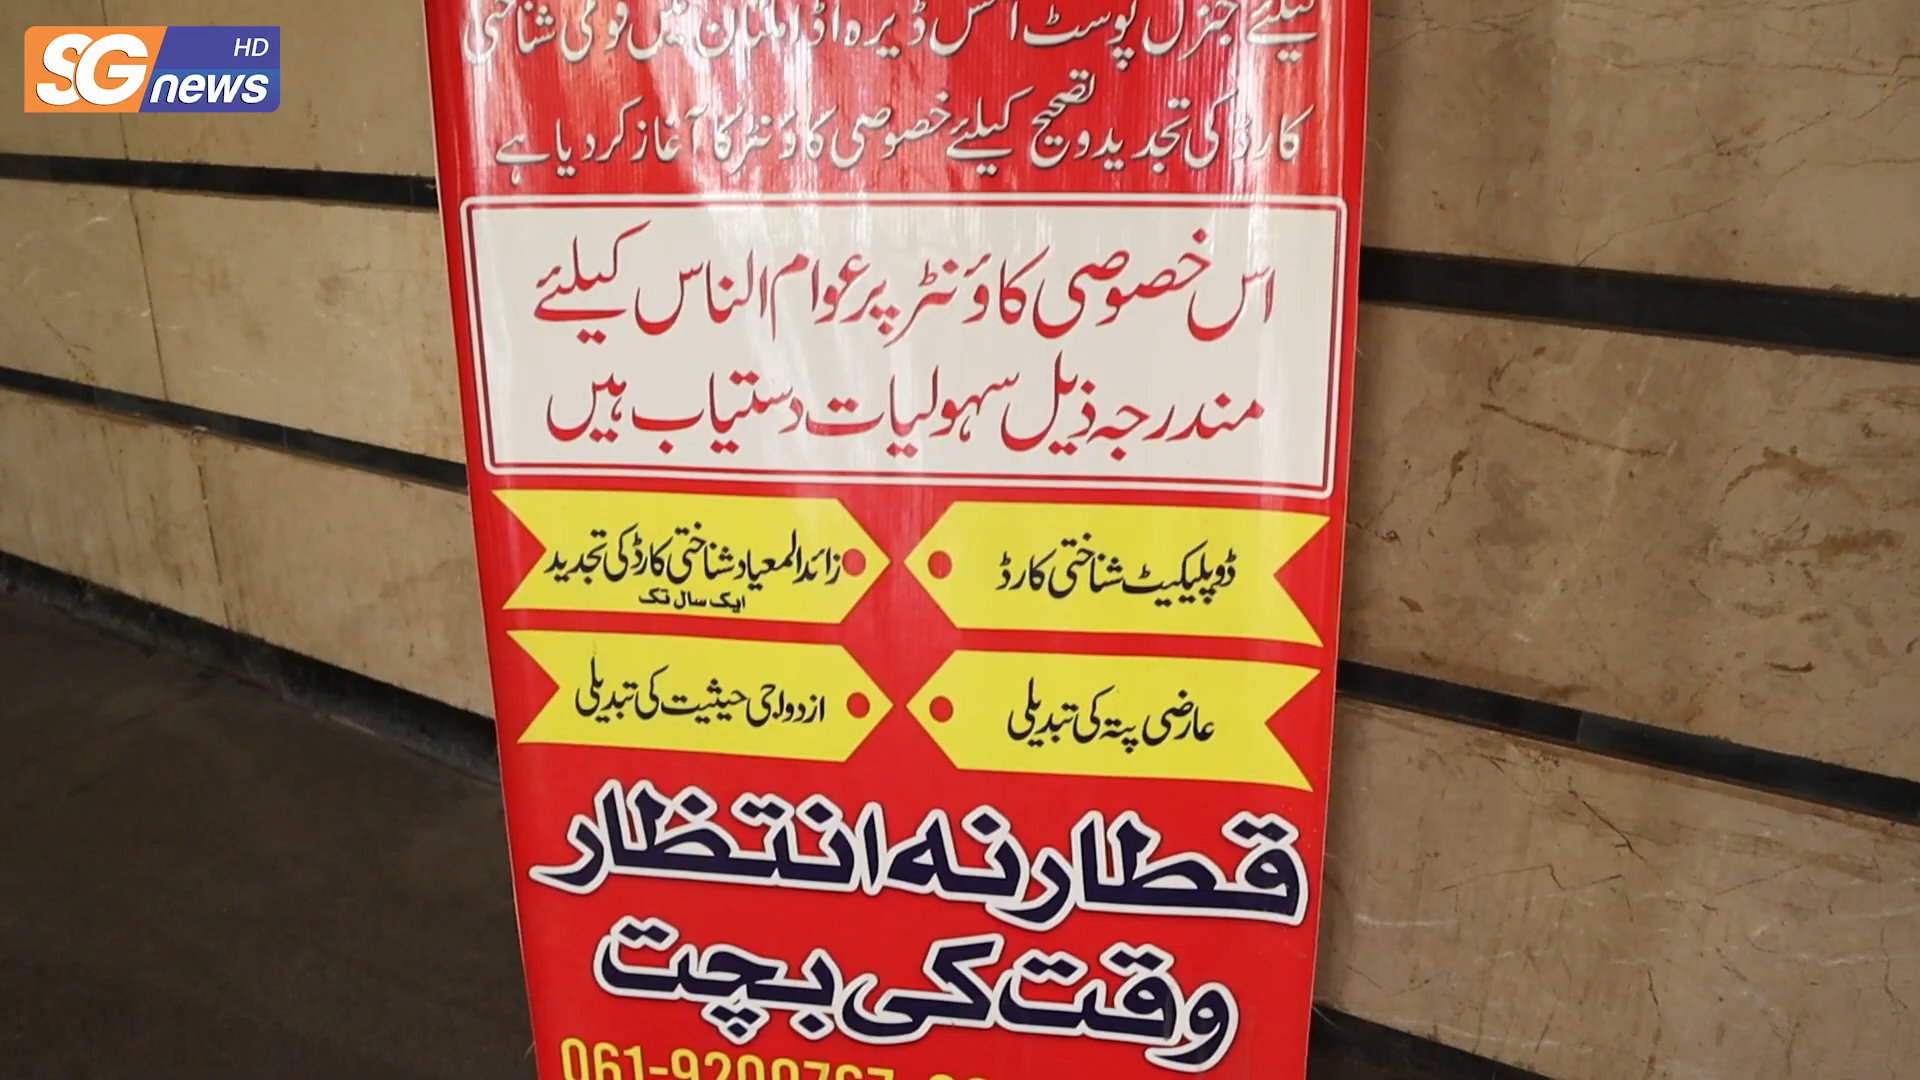 SG news HD
کیلئے جنرل پوسٹ آفس ڈیرہ اڈا ملتان میں قومی شناختی
کارڈ کی تجدید و تصحیح کیلئے خصوصی کاؤنٹر کا آغاز کر دیا ہے
اس خصوصی کاؤنٹر پر عوام الناس کیلئے
مندرجہ ذیل سہولیات دستیاب ہیں
ڈوپلیکیٹ شناختی کارڈ
زائد المعیاد شناختی کارڈ کی تجدید
ایک سال تک
عارضی پتہ کی تبدیلی
ازدواجی حیثیت کی تبدیلی
قطار نہ انتظار
وقت کی بچت
061-9200767